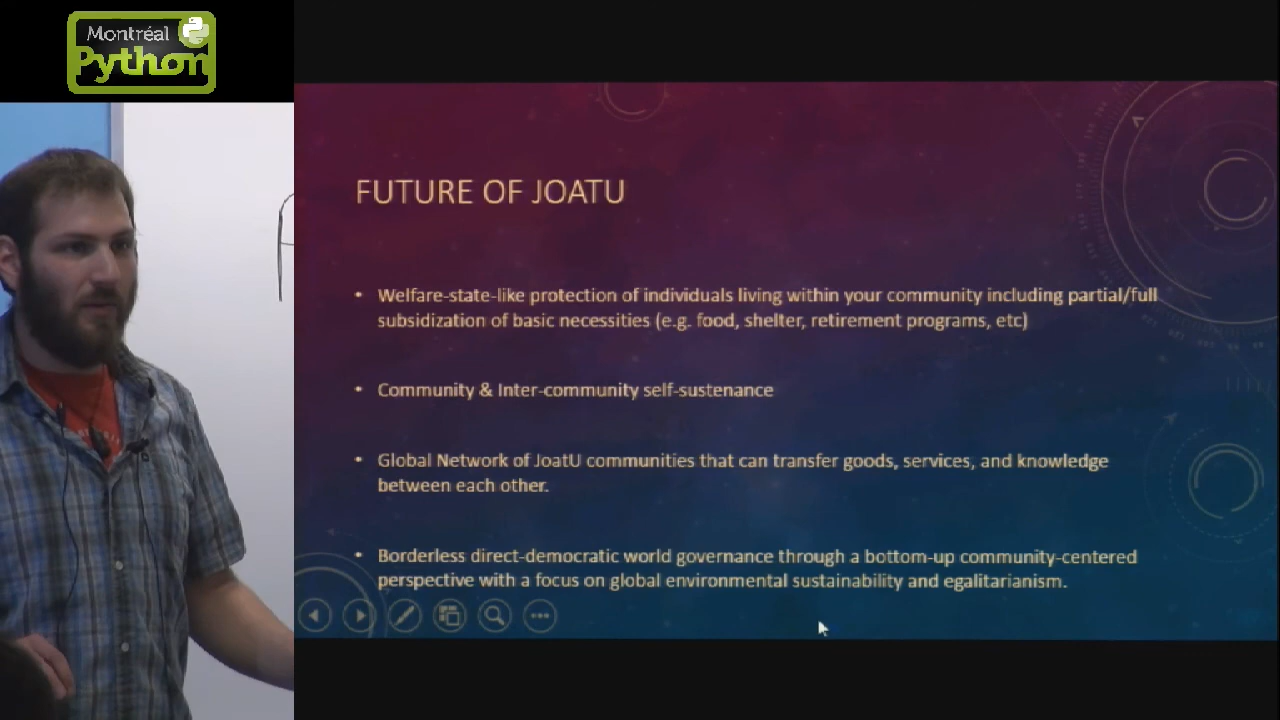 Montréal
Python
FUTURE OF JOATU
• Welfare-state-like protection of individuals living within your community including partial/full
subsidization of basic necessities (e.g. food, shelter, retirement programs, etc)
• Community & Inter-community self-sustenance
• Global Network of JoatU communities that can transfer goods, services, and knowledge
between each other.
• Borderless direct-democratic world governance through a bottom-up community-centered
perspective with a focus on global environmental sustainability and egalitarianism.